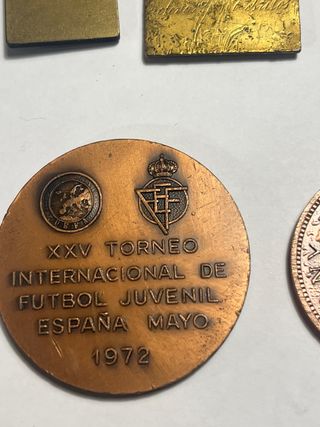 XXV TORNEO
INTERNACIONAL DE
FUTBOL JUVENIL
ESPAÑA MAYO
1972